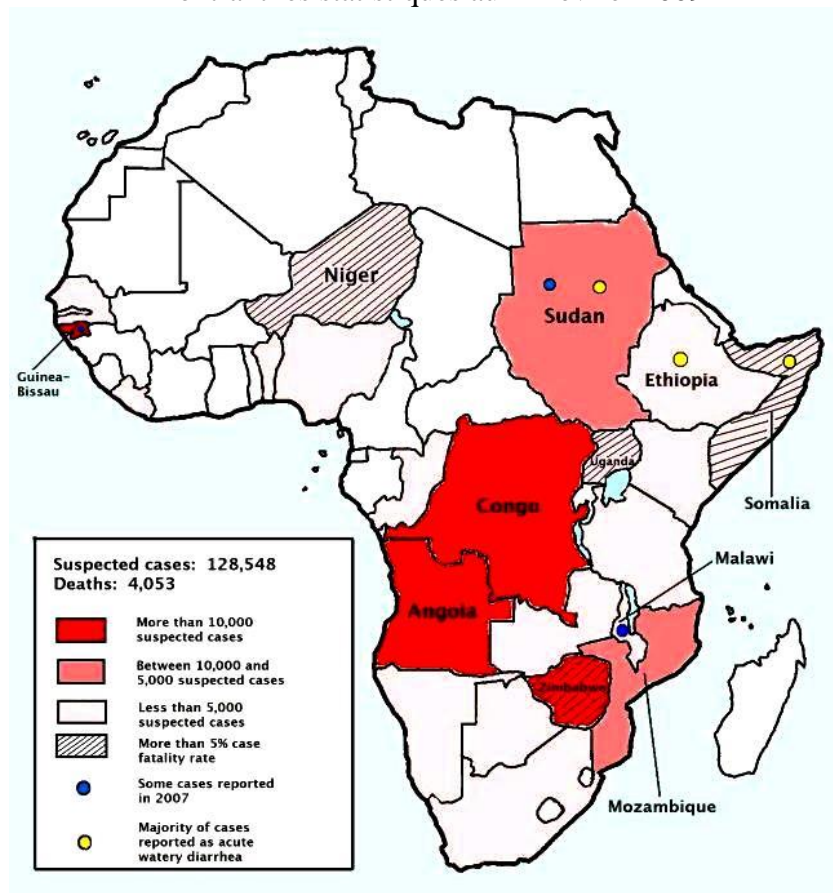 Niger
Sudan
Ethiopia
Guinea-
Bissau
Uganda
Congo
Somalia
Malawi
Angola
Zimbabwe
Mozambique
Suspected cases: 128,548
Deaths: 4,053
More than 10,000
suspected cases
Between 10,000 and
5,000 suspected cases
Less than 5,000
suspected cases
More than 5% case
fatality rate
Some cases reported
in 2007
Majority of cases
reported as acute
watery diarrhea